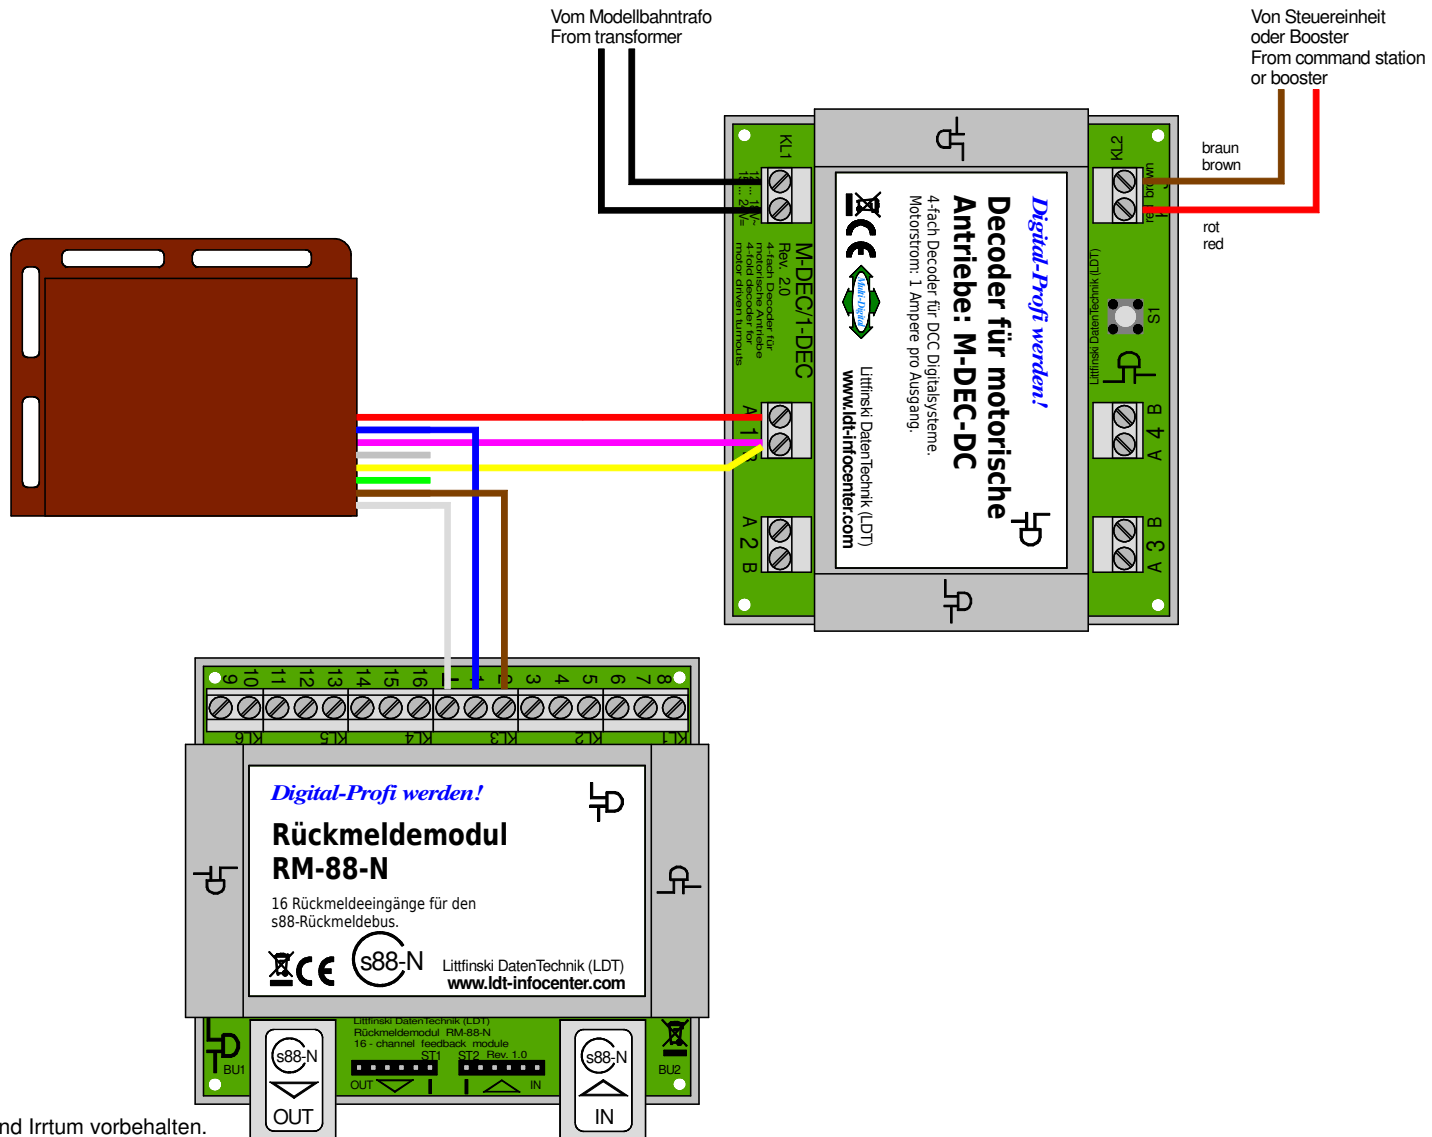 Vom Modellbahntrafo
From transformer
Von Steuereinheit
oder Booster
From command station
or booster
braun
brown
rot
red
KL1
KL2
M-DEC/1-DEC
Rev. 2.0
4-fach Decoder für
motorische Antriebe
4-fold decoder for
motor driven turnouts
A 1
A 2 B
Digital-Profi werden!
Decoder für motorische
Antriebe: M-DEC-DC
4-fach Decoder für DCC Digitalsysteme.
Motorstrom: 1 Ampere pro Ausgang.
CE
Multi-Digital
Littfinski DatenTechnik (LDT)
www.ldt-infocenter.com
red brown
Littfinski DatenTechnik (LDT)
S1
A 4 B
A 3 B
9 10 11 12 13 14 15 16 1 2 3 4 5 6 7 8
KL6 KL5 KL4 KL3 KL2 KL1
Digital-Profi werden!
Rückmeldemodul
RM-88-N
16 Rückmeldeeingänge für den
s88-Rückmeldebus.
CE
s88-N
Littfinski DatenTechnik (LDT)
www.ldt-infocenter.com
Littfinski DatenTechnik (LDT)
Rückmeldemodul RM-88-N
16 - channel feedback module
ST1 ST2 Rev. 1.0
OUT IN
BU1
BU2
s88-N
OUT
s88-N
IN
nd Irrtum vorbehalten.